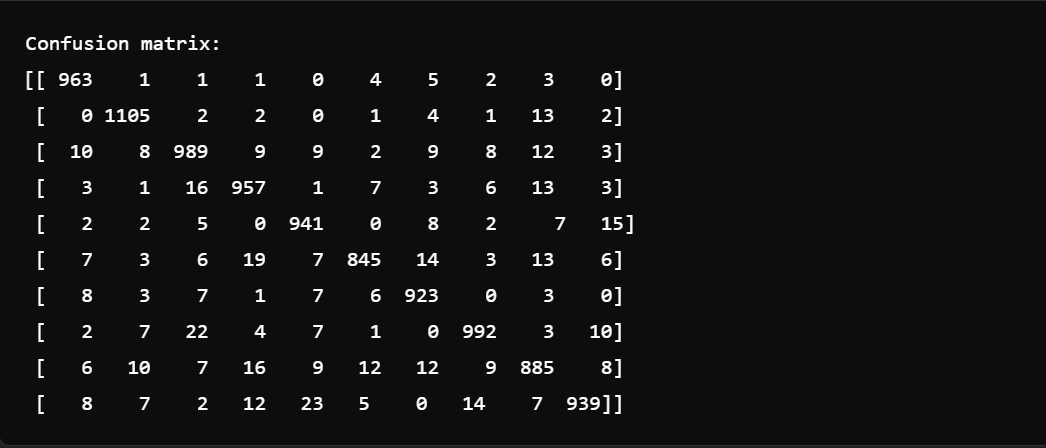 Confusion matrix:
[[ 963    1    1    1    0    4    5    2    3    0]
 [   0 1105    2    2    0    1    4    1   13    2]
 [  10    8  989    9    9    2    9    8   12    3]
 [   3    1   16  957    1    7    3    6   13    3]
 [   2    2    5    0  941    0    8    2     7   15]
 [   7    3    6   19    7  845   14    3   13    6]
 [   8    3    7    1    7    6  923    0    3    0]
 [   2    7   22    4    7    1    0  992    3   10]
 [   6   10    7   16    9   12   12    9  885    8]
 [   8    7    2   12   23   5    0   14    7  939]]